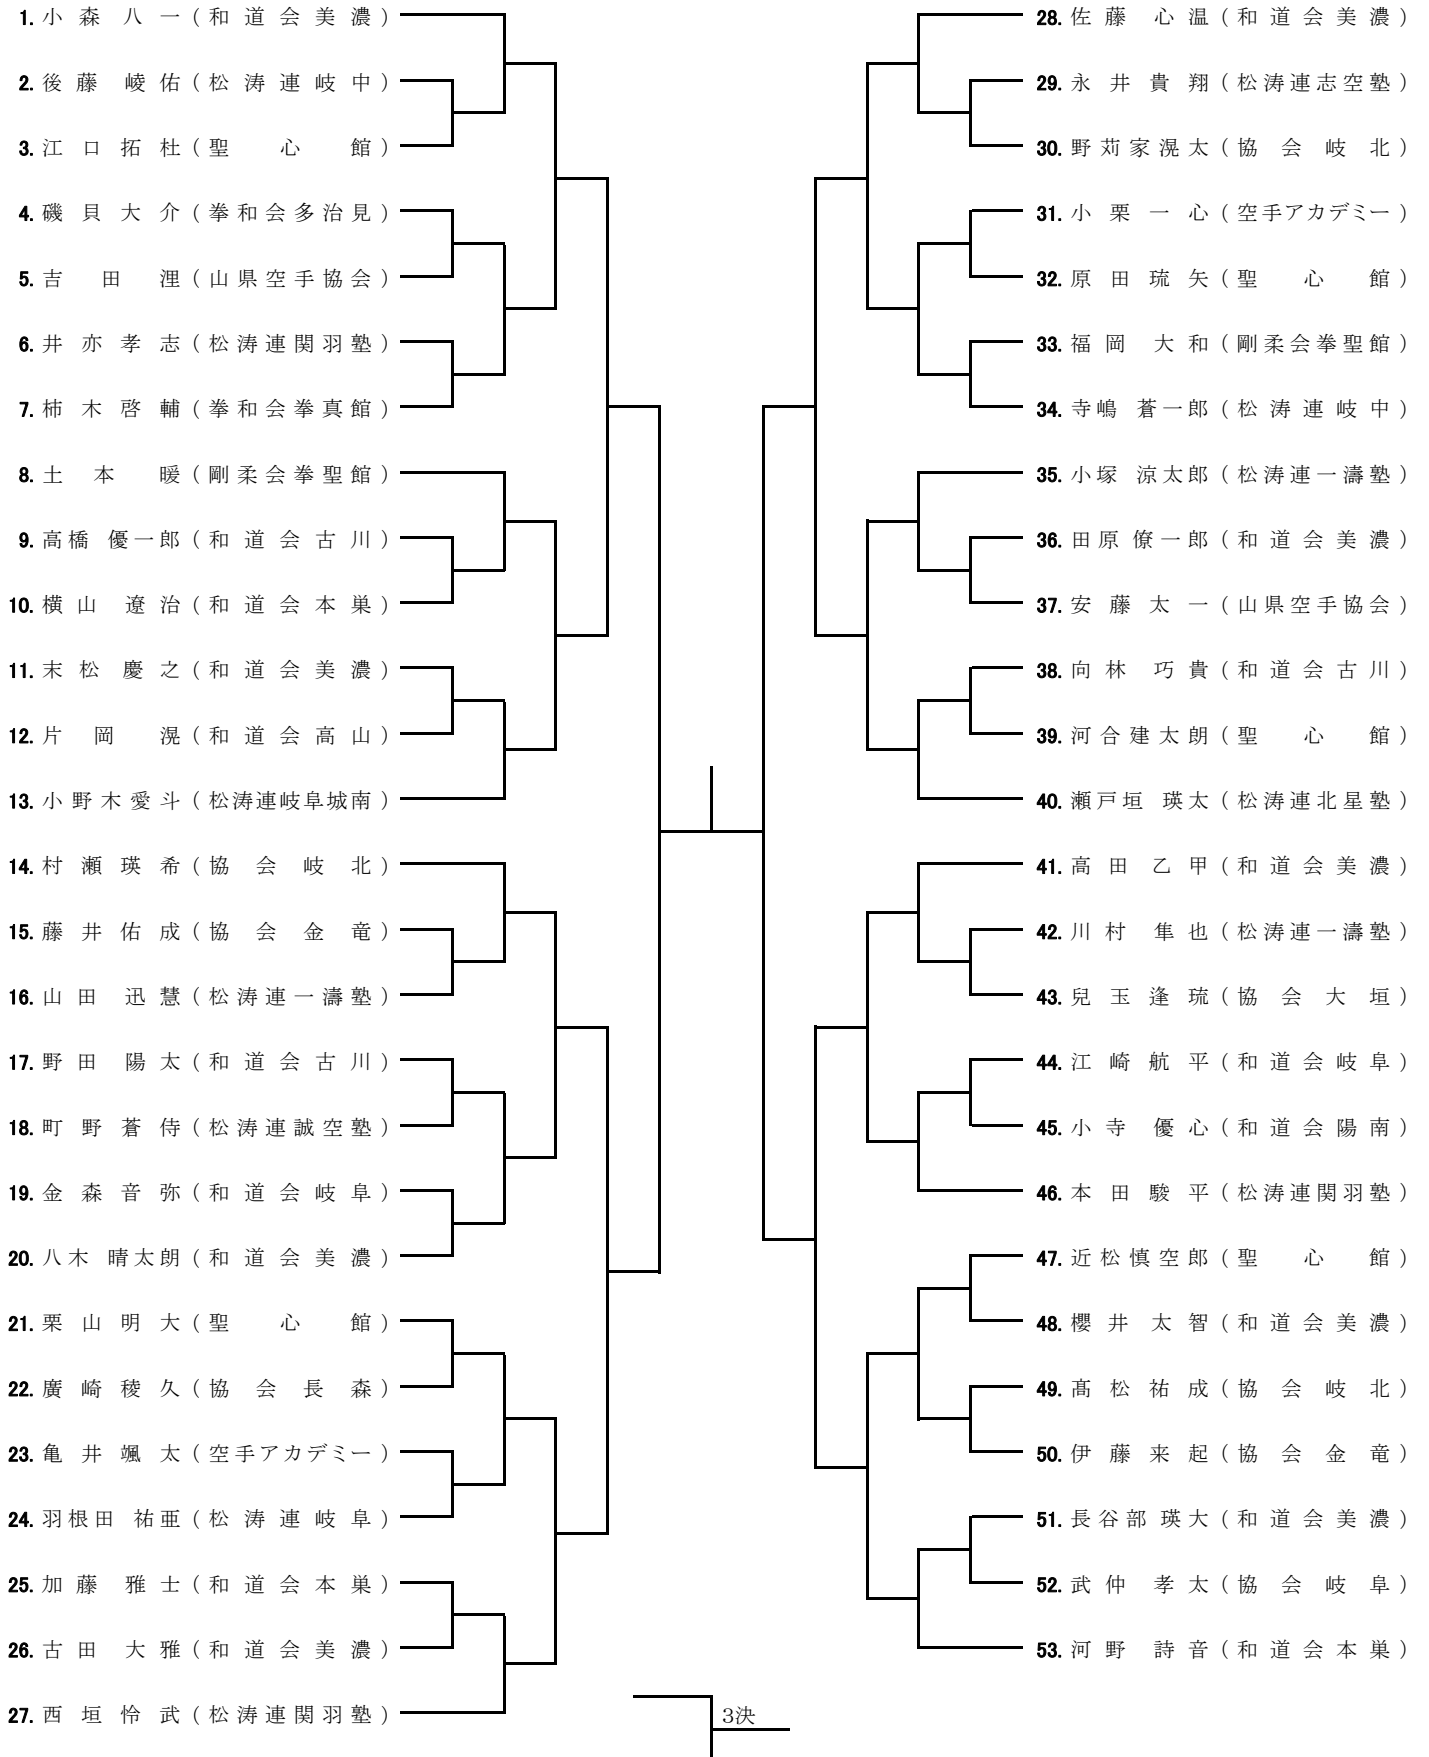 1. 小森八一(和道会美濃)
2. 後藤崚佑(松涛連岐中)
3. 江口拓杜(聖心館)
4. 磯貝大介(拳和会多治見)
5. 吉田浬(山県空手協会)
6. 井亦孝志(松涛連関羽塾)
7. 柿木啓輔(拳和会拳真館)
8. 土本暖(剛柔会拳聖館)
9. 高橋優一郎(和道会古川)
10. 横山遼治(和道会本巣)
11. 末松慶之(和道会美濃)
12. 片岡滉(和道会高山)
13. 小野木愛斗(松涛連岐阜城南)
14. 村瀬瑛希(協会岐北)
15. 藤井佑成(協会金竜)
16. 山田迅慧(松涛連一濤塾)
17. 野田陽太(和道会古川)
18. 町野蒼侍(松涛連誠空塾)
19. 金森音弥(和道会岐阜)
20. 八木晴太朗(和道会美濃)
21. 栗山明大(聖心館)
22. 廣崎稜久(協会長森)
23. 亀井颯太(空手アカデミー)
24. 羽根田祐亜(松涛連岐阜)
25. 加藤雅士(和道会本巣)
26. 古田大雅(和道会美濃)
27. 西垣怜武(松涛連関羽塾)
28. 佐藤心温(和道会美濃)
29. 永井貴翔(松涛連志空塾)
30. 野苅家滉太(協会岐北)
31. 小栗一心(空手アカデミー)
32. 原田琉矢(聖心館)
33. 福岡大和(剛柔会拳聖館)
34. 寺嶋蒼一郎(松涛連岐中)
35. 小塚涼太郎(松涛連一濤塾)
36. 田原僚一郎(和道会美濃)
37. 安藤太一(山県空手協会)
38. 向林巧貴(和道会古川)
39. 河合建太朗(聖心館)
40. 瀬戸垣瑛太(松涛連北星塾)
41. 高田乙甲(和道会美濃)
42. 川村隼也(松涛連一濤塾)
43. 兒玉逢琉(協会大垣)
44. 江崎航平(和道会岐阜)
45. 小寺優心(和道会陽南)
46. 本田駿平(松涛連関羽塾)
47. 近松慎空郎(聖心館)
48. 櫻井太智(和道会美濃)
49. 髙松祐成(協会岐北)
50. 伊藤来起(協会金竜)
51. 長谷部瑛大(和道会美濃)
52. 武仲孝太(協会岐阜)
53. 河野詩音(和道会本巣)
3決